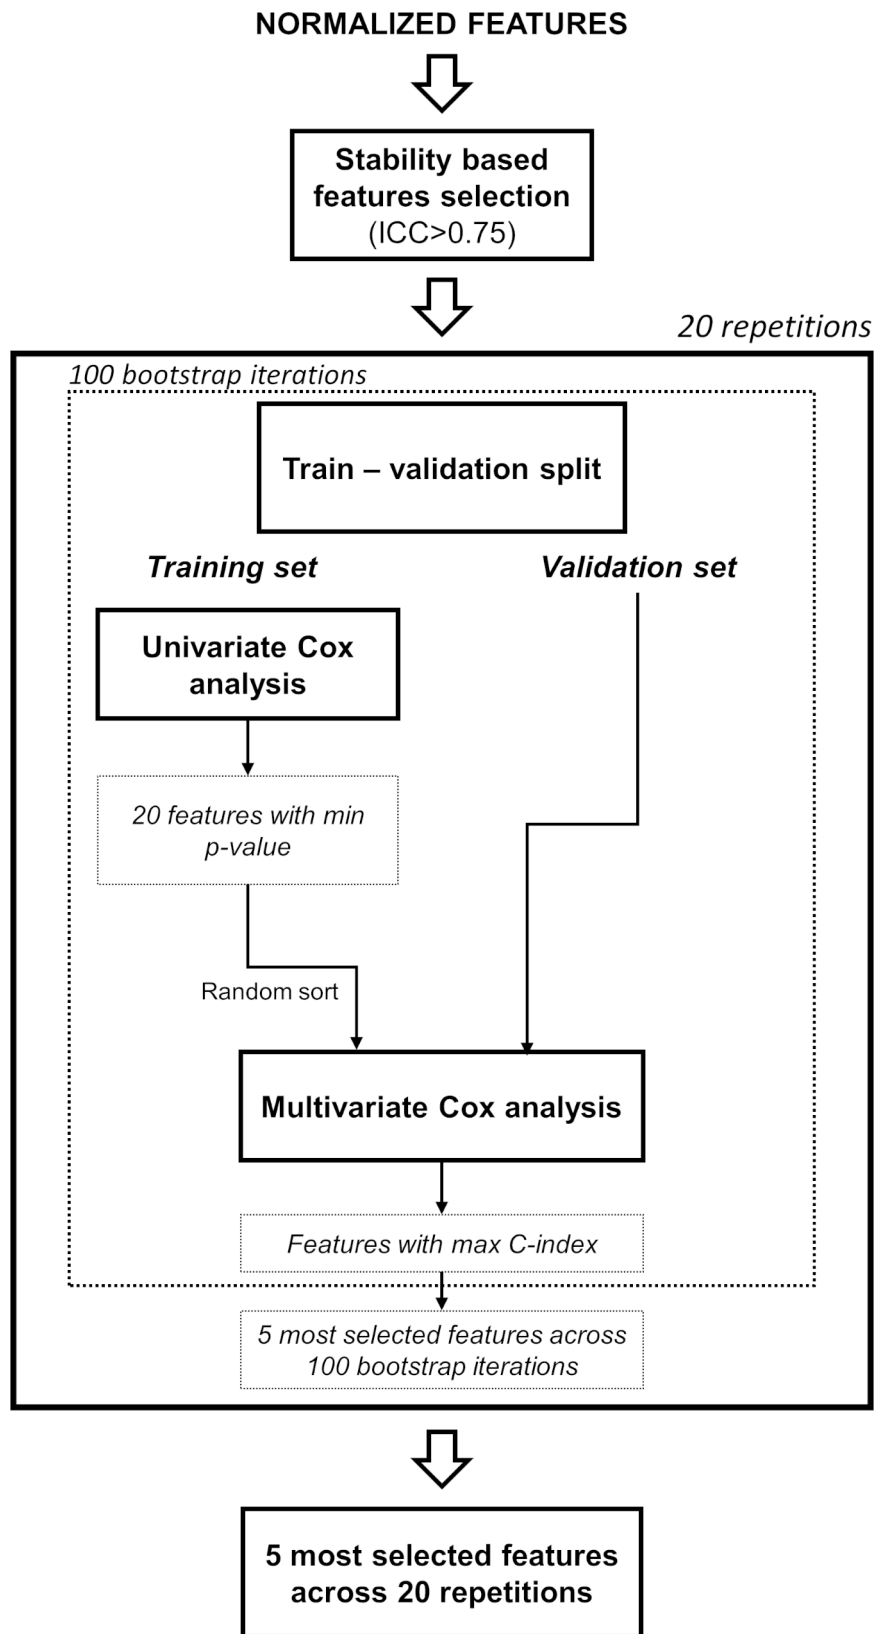 NORMALIZED FEATURES
Stability based
features selection
(ICC>0.75)
20 repetitions
100 bootstrap iterations
Train – validation split
Training set
Validation set
Univariate Cox
analysis
20 features with min
p-value
Random sort
Multivariate Cox analysis
Features with max C-index
5 most selected features across
100 bootstrap iterations
5 most selected features
across 20 repetitions